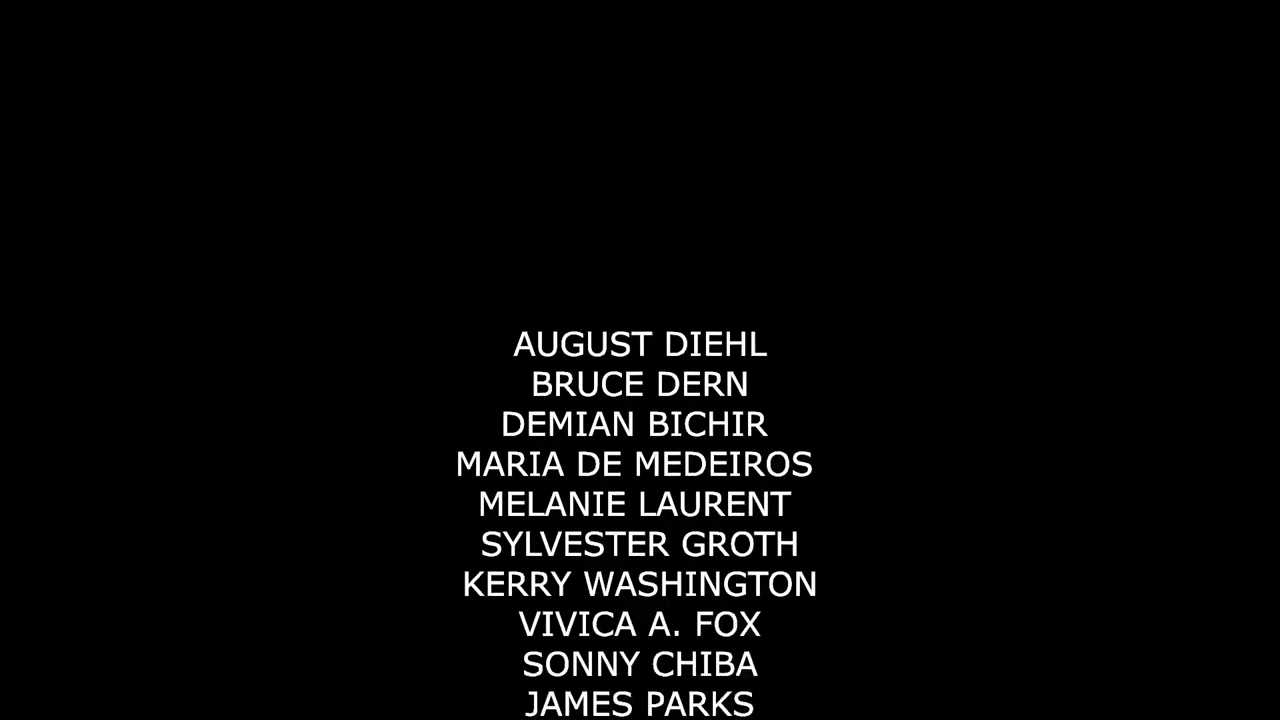 AUGUST DIEHL
BRUCE DERN
DEMIAN BICHIR
MARIA DE MEDEIROS
MELANIE LAURENT
SYLVESTER GROTH
KERRY WASHINGTON
VIVICA A. FOX
SONNY CHIBA
JAMES PARKS